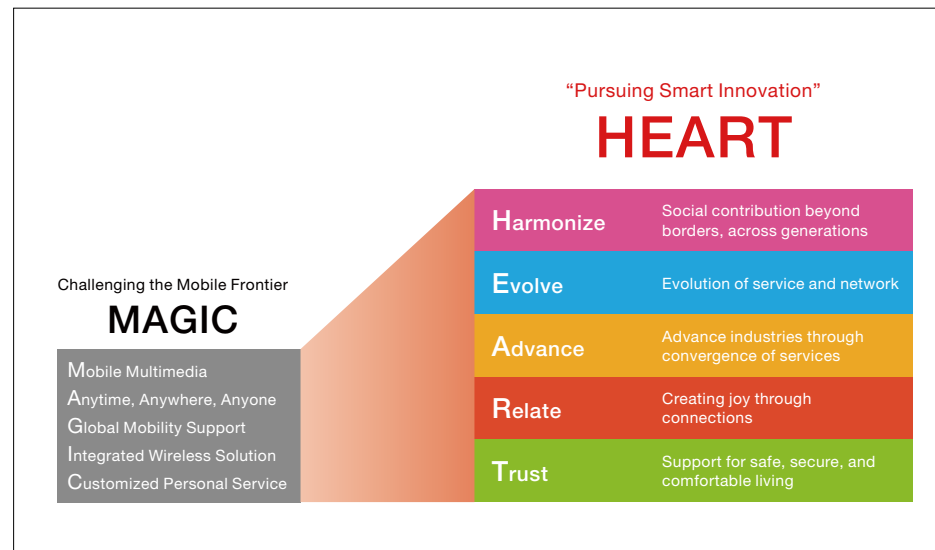 “Pursuing Smart Innovation”
HEART
Harmonize
Social contribution beyond
borders, across generations
Evolve
Evolution of service and network
Advance
Advance industries through
convergence of services
Relate
Creating joy through
connections
Trust
Support for safe, secure, and
comfortable living
Challenging the Mobile Frontier
MAGIC
Mobile Multimedia
Anytime, Anywhere, Anyone
Global Mobility Support
Integrated Wireless Solution
Customized Personal Service